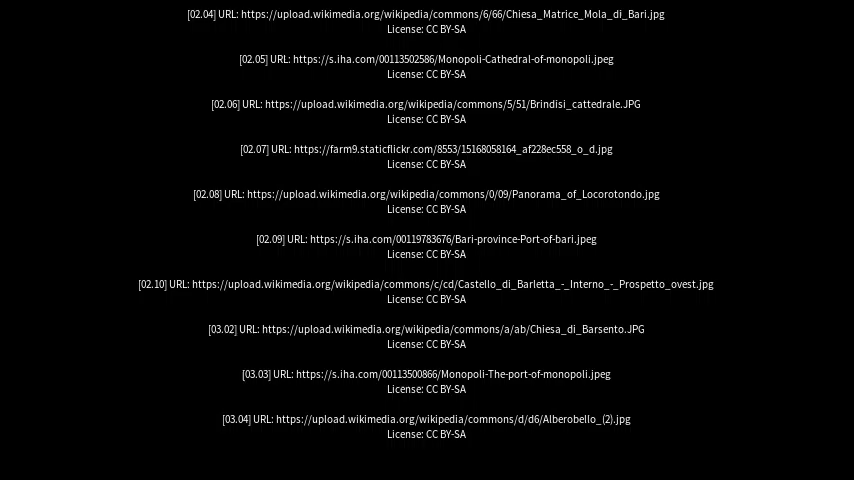 [02.04] URL: https://upload.wikimedia.org/wikipedia/commons/6/66/Chiesa_Matrice_Mola_di_Bari.jpg
License: CC BY-SA
[02.05] URL: https://s.iha.com/00113502586/Monopoli-Cathedral-of-monopoli.jpeg
License: CC BY-SA
[02.06] URL: https://upload.wikimedia.org/wikipedia/commons/5/51/Brindisi_cattedrale.JPG
License: CC BY-SA
[02.07] URL: https://farm9.staticflickr.com/8553/15168058164_af228ec558_o_d.jpg
License: CC BY-SA
[02.08] URL: https://upload.wikimedia.org/wikipedia/commons/0/09/Panorama_of_Locorotondo.jpg
License: CC BY-SA
[02.09] URL: https://s.iha.com/00119783676/Bari-province-Port-of-bari.jpeg
License: CC BY-SA
[02.10] URL: https://upload.wikimedia.org/wikipedia/commons/c/cd/Castello_di_Barletta_-_Interno_-_Prospetto_ovest.jpg
License: CC BY-SA
[03.02] URL: https://upload.wikimedia.org/wikipedia/commons/a/ab/Chiesa_di_Barsento.JPG
License: CC BY-SA
[03.03] URL: https://s.iha.com/00113500866/Monopoli-The-port-of-monopoli.jpeg
License: CC BY-SA
[03.04] URL: https://upload.wikimedia.org/wikipedia/commons/d/d6/Alberobello_(2).jpg
License: CC BY-SA